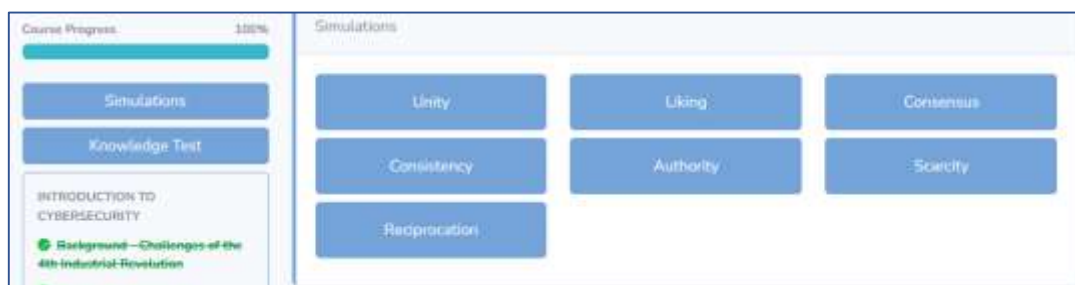 Course Progress 100%
Simulations
Knowledge Test
INTRODUCTION TO
CYBERSECURITY
Background - Challenges of the
4th Industrial Revolution
Simulations
Unity Liking Consensus
Consistency Authority Scarcity
Reciprocation